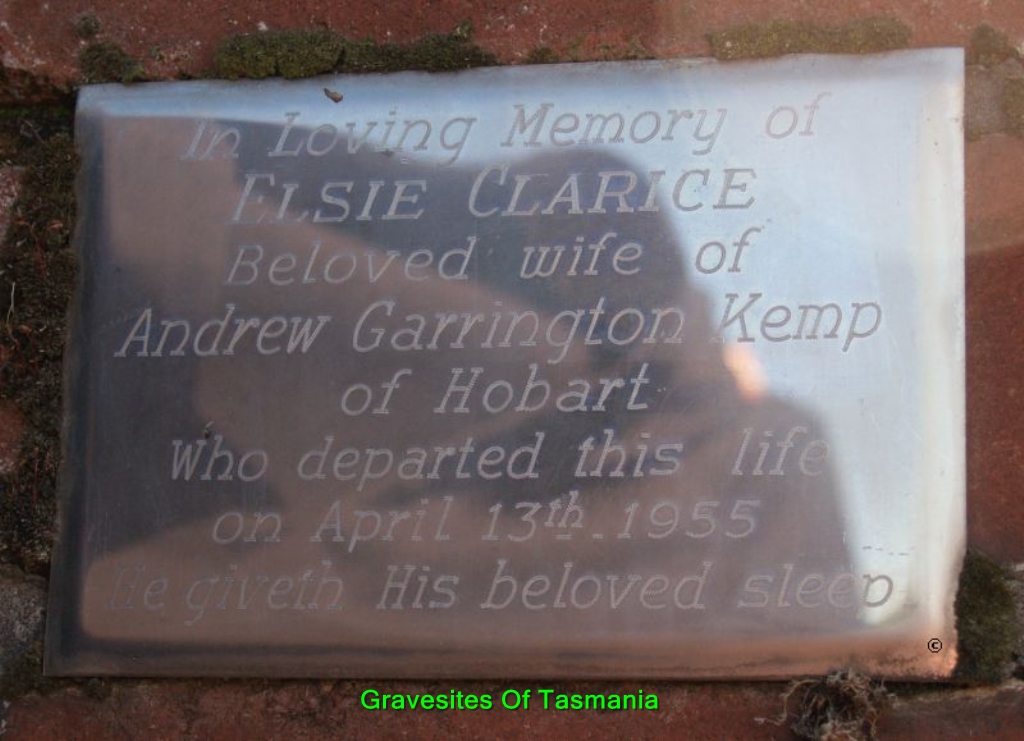 In Loving Memory of
ELSIE CLARICE
Beloved wife of
Andrew Garrington Kemp
of Hobart
Who departed this life
on April 13th. 1955
He giveth His beloved sleep
©
Gravesites Of Tasmania